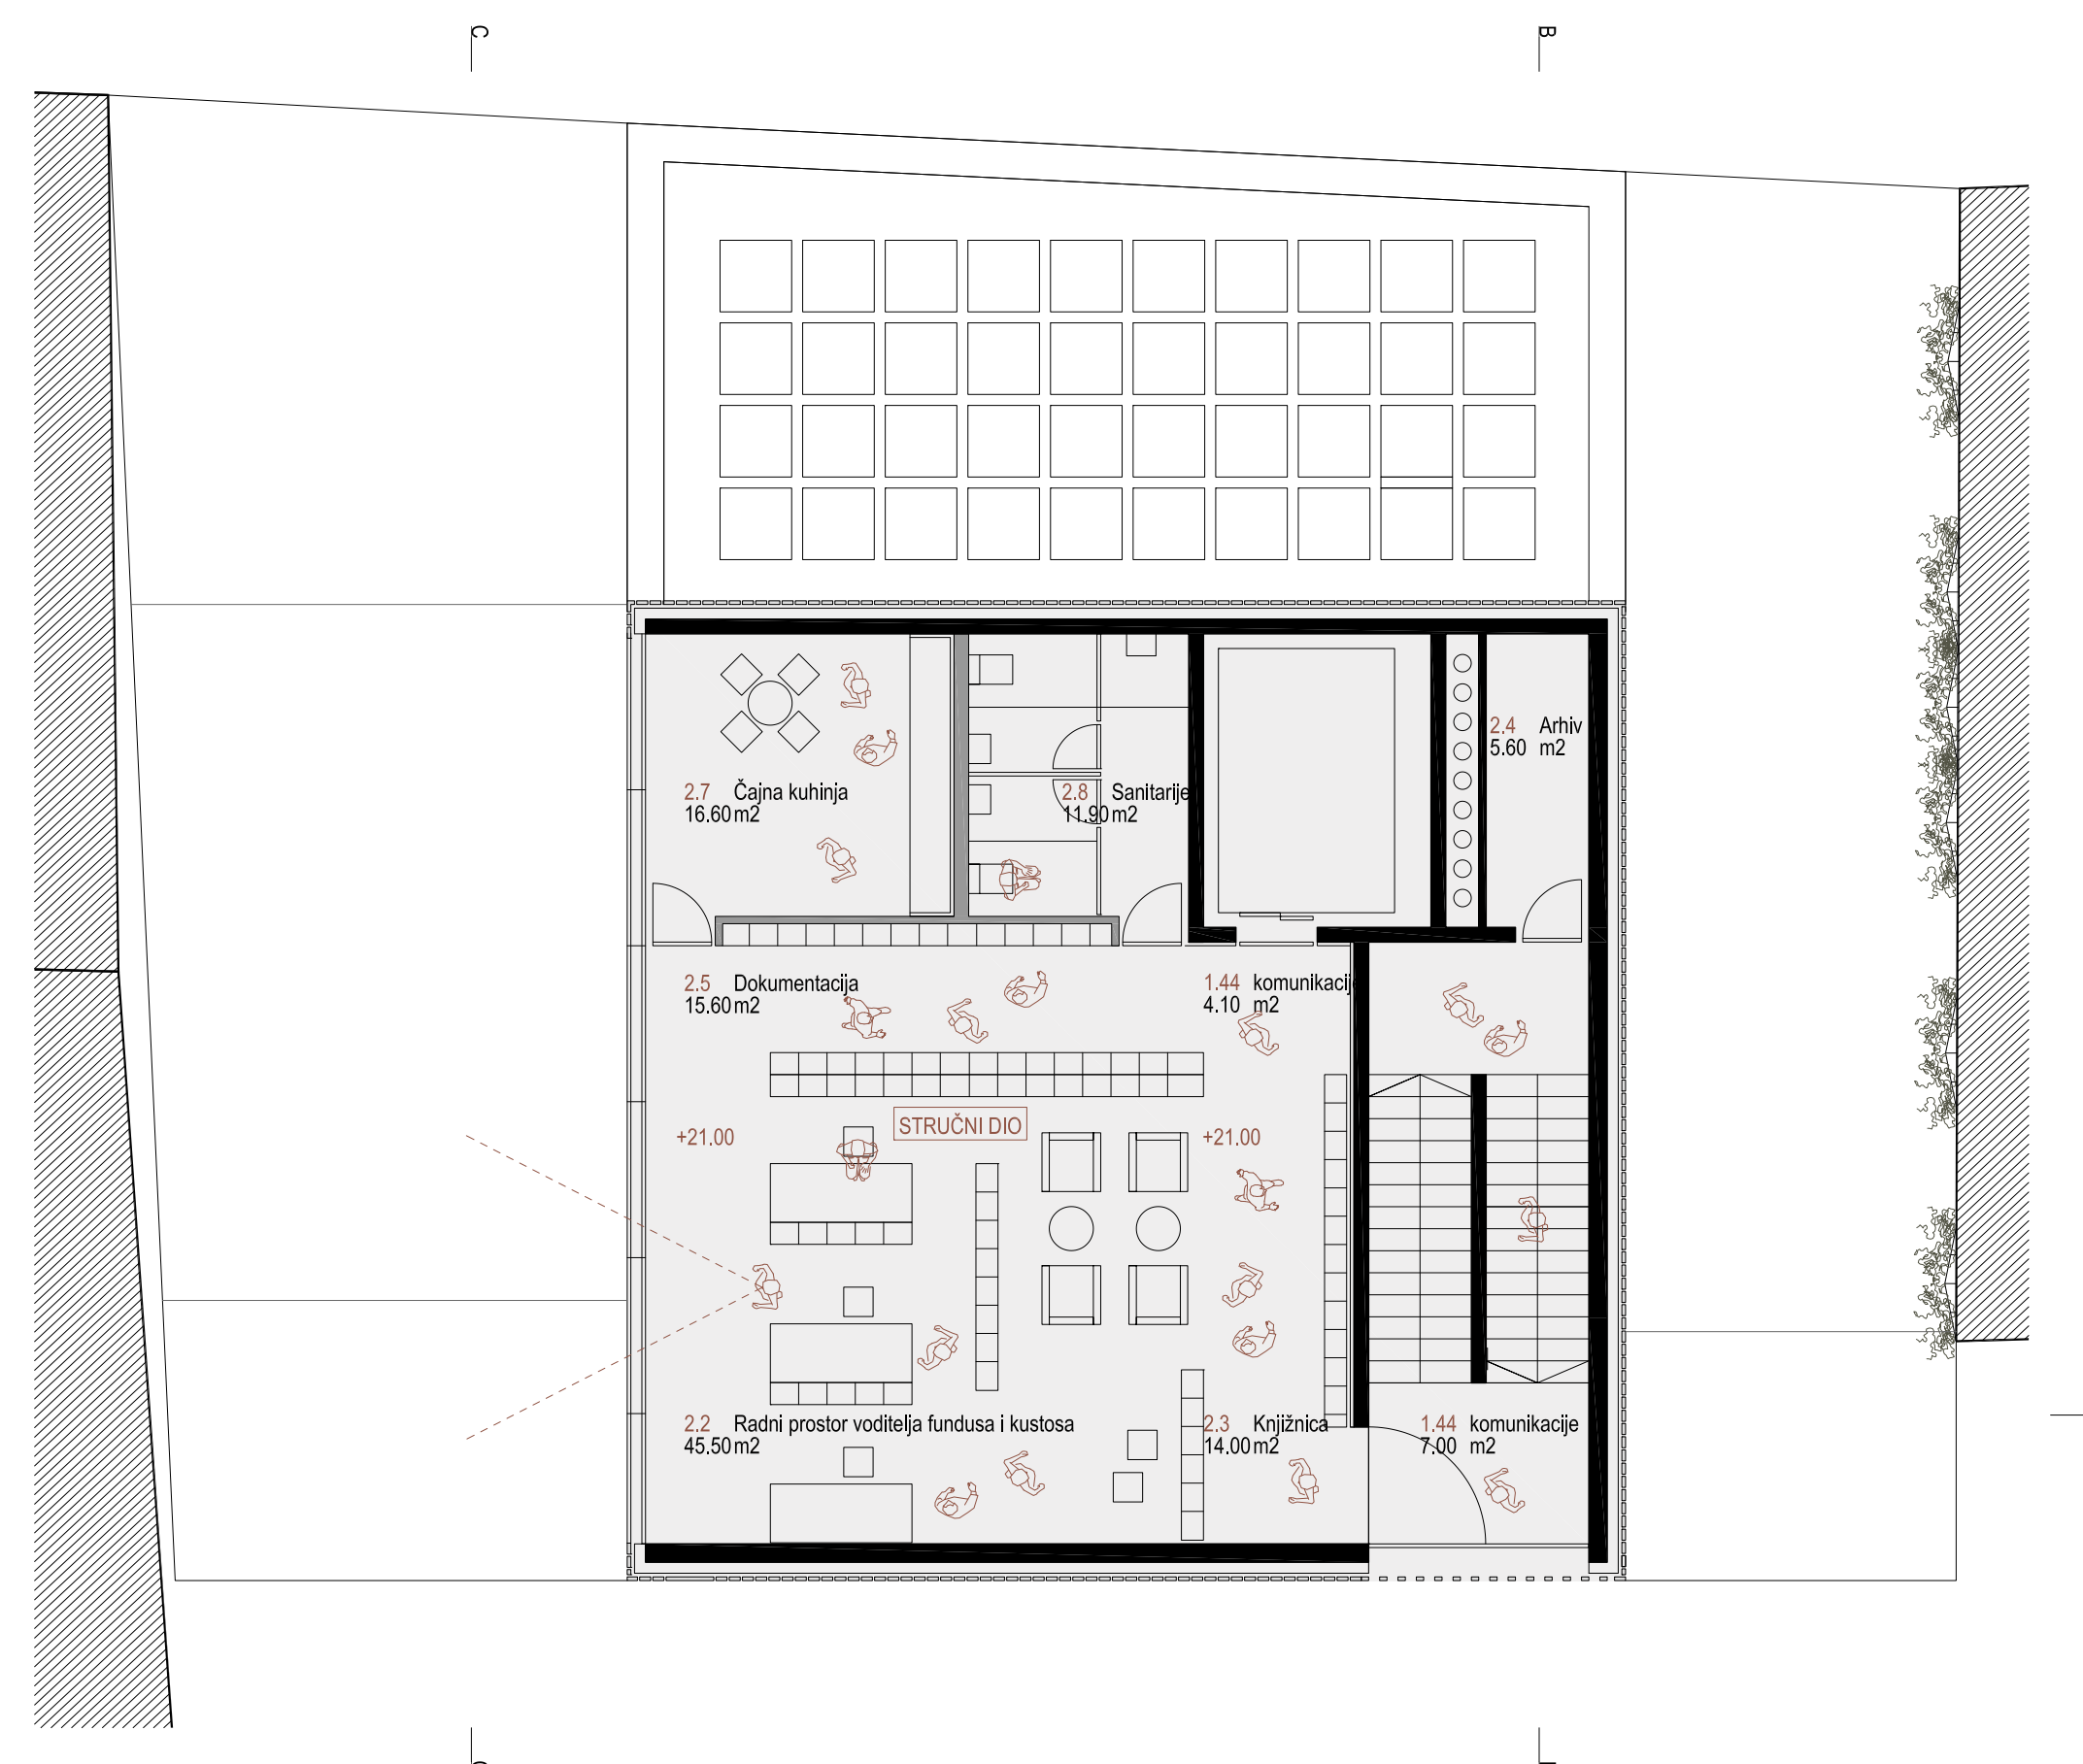 C
B
2.4 Arhiv
5.60 m2
2.7 Čajna kuhinja
16.60 m2
2.8 Sanitarije
11.90 m2
2.5 Dokumentacija
15.60 m2
1.44 komunikacije
4.10 m2
STRUČNI DIO
+21.00
+21.00
2.2 Radni prostor voditelja fundusa i kustosa
45.50 m2
2.3 Knjižnica
14.00 m2
1.44 komunikacije
7.00 m2